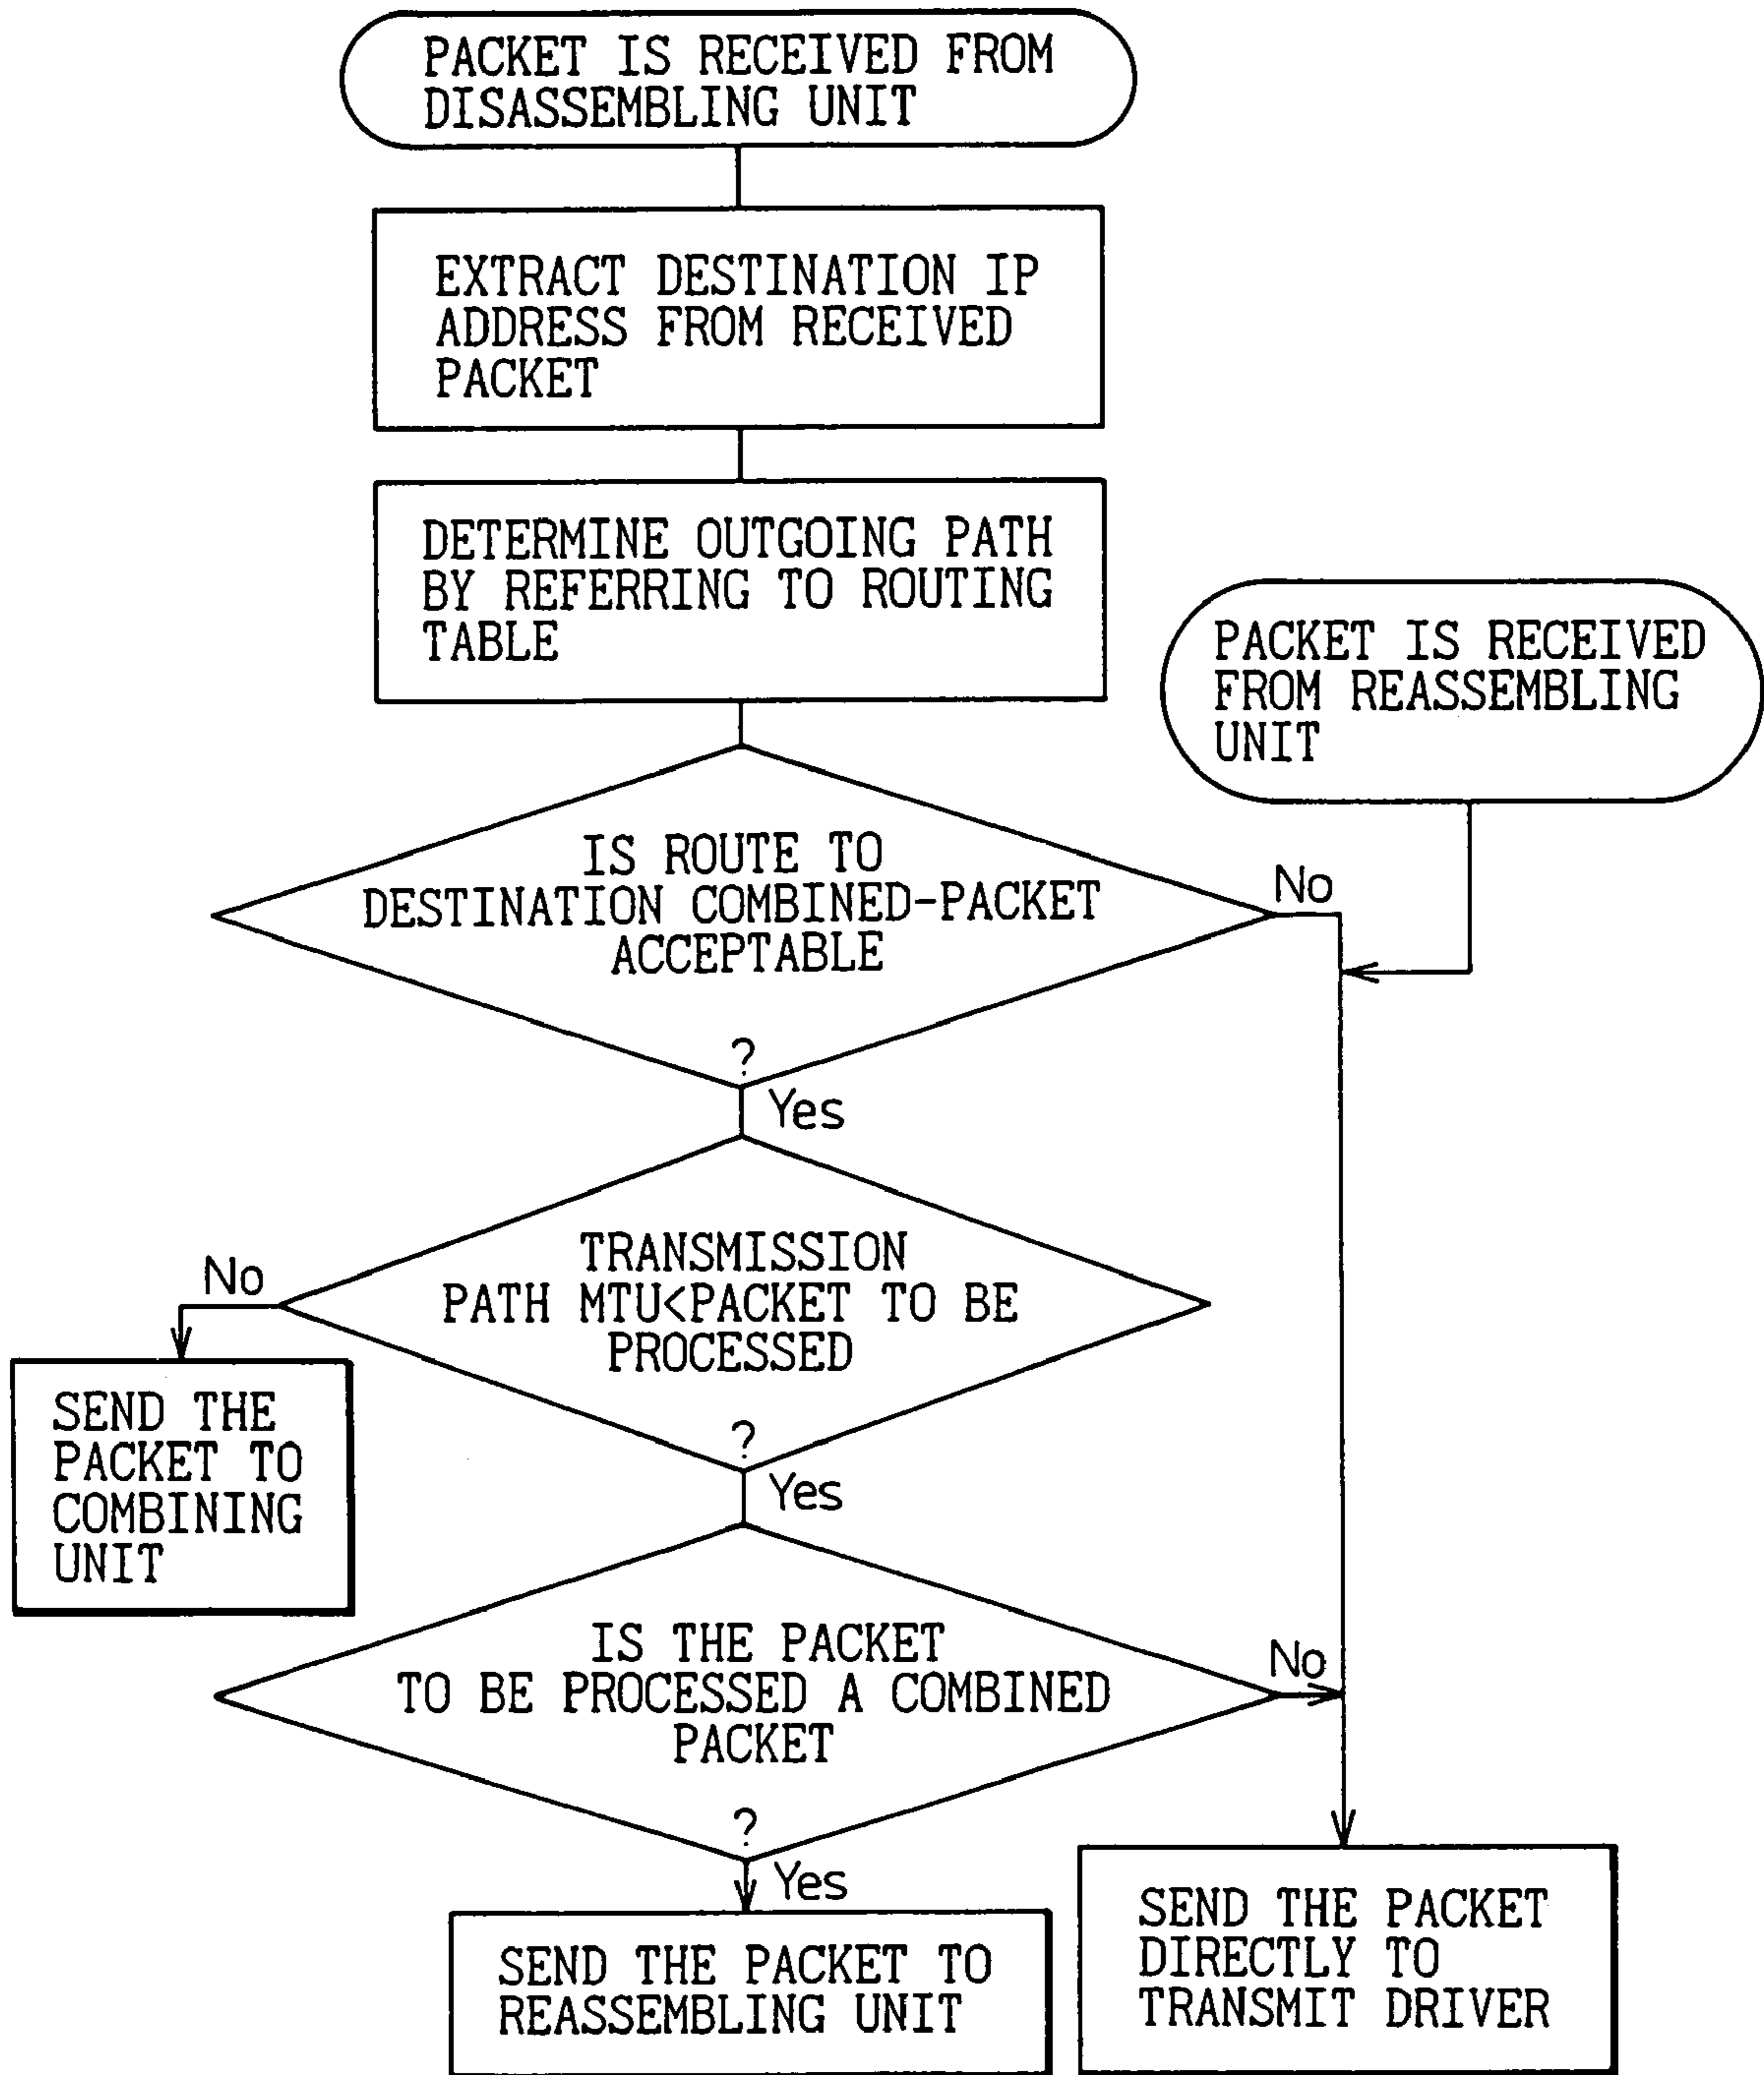 PACKET IS RECEIVED FROM
DISASSEMBLING UNIT
EXTRACT DESTINATION IP
ADDRESS FROM RECEIVED
PACKET
DETERMINE OUTGOING PATH
BY REFERRING TO ROUTING
TABLE
PACKET IS RECEIVED
FROM REASSEMBLING
UNIT
IS ROUTE TO
DESTINATION COMBINED-PACKET
ACCEPTABLE
?
No
Yes
TRANSMISSION
PATH MTU<PACKET TO BE
PROCESSED
?
No
Yes
SEND THE
PACKET TO
COMBINING
UNIT
IS THE PACKET
TO BE PROCESSED A COMBINED
PACKET
?
No
Yes
SEND THE PACKET TO
REASSEMBLING UNIT
SEND THE PACKET
DIRECTLY TO
TRANSMIT DRIVER